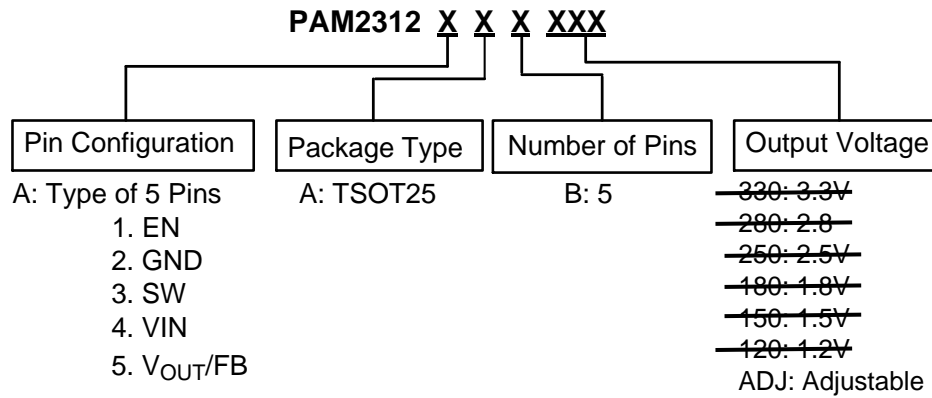 PAM2312 X X X XXX
Pin Configuration
Package Type
Number of Pins
Output Voltage
A: Type of 5 Pins
1. EN
2. GND
3. SW
4. VIN
5. VOUT/FB
A: TSOT25
B: 5
330: 3.3V
280: 2.8
250: 2.5V
180: 1.8V
150: 1.5V
120: 1.2V
ADJ: Adjustable